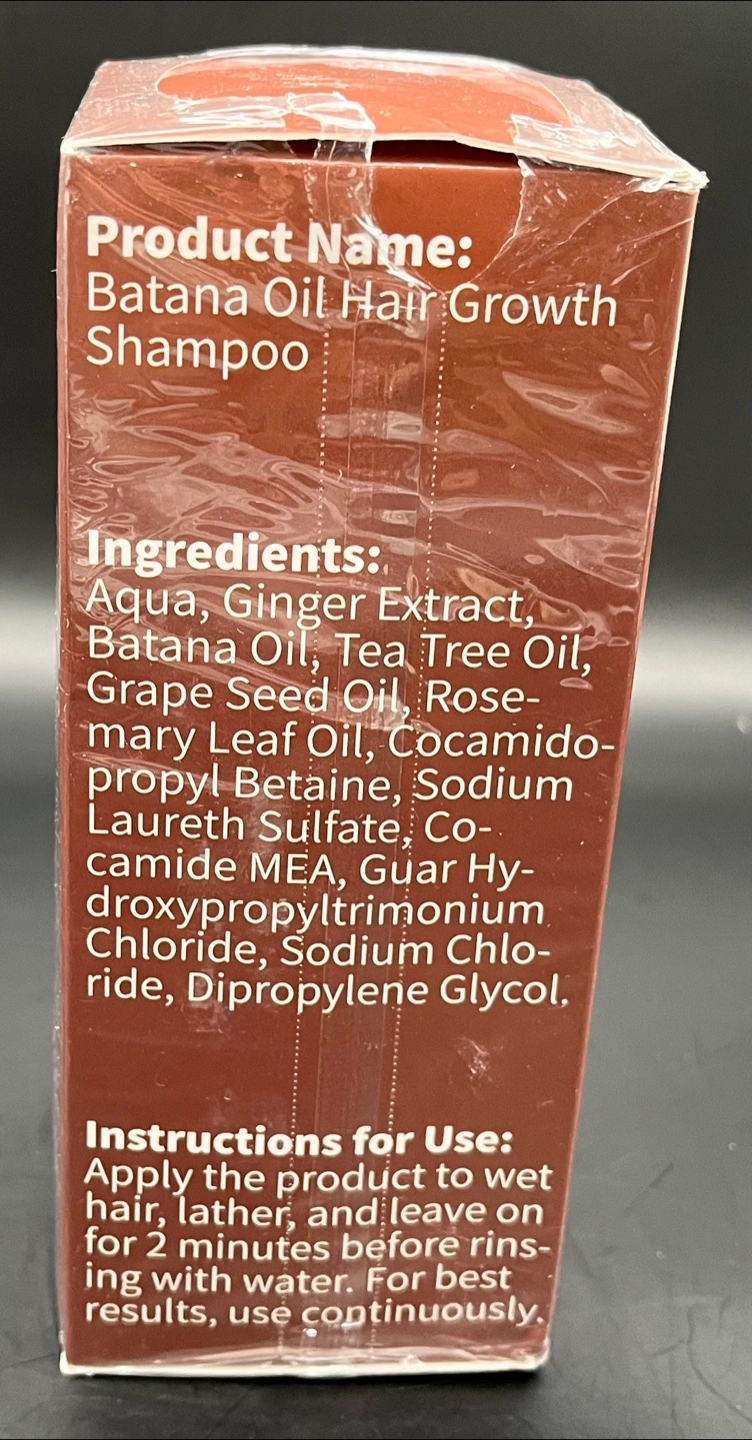 Product Name:
Batana Oil Hair Growth
Shampoo
Ingredients:
Aqua, Ginger Extract,
Batana Oil, Tea Tree Oil,
Grape Seed Oil, Rose-
mary Leaf Oil, Cocamido-
propyl Betaine, Sodium
Laureth Sulfate, Co-
camide MEA, Guar Hy-
droxypropyltrimonium
Chloride, Sodium Chlo-
ride, Dipropylene Glycol.
Instructions for Use:
Apply the product to wet
hair, lather, and leave on
for 2 minutes before rins-
ing with water. For best
results, use continuously.